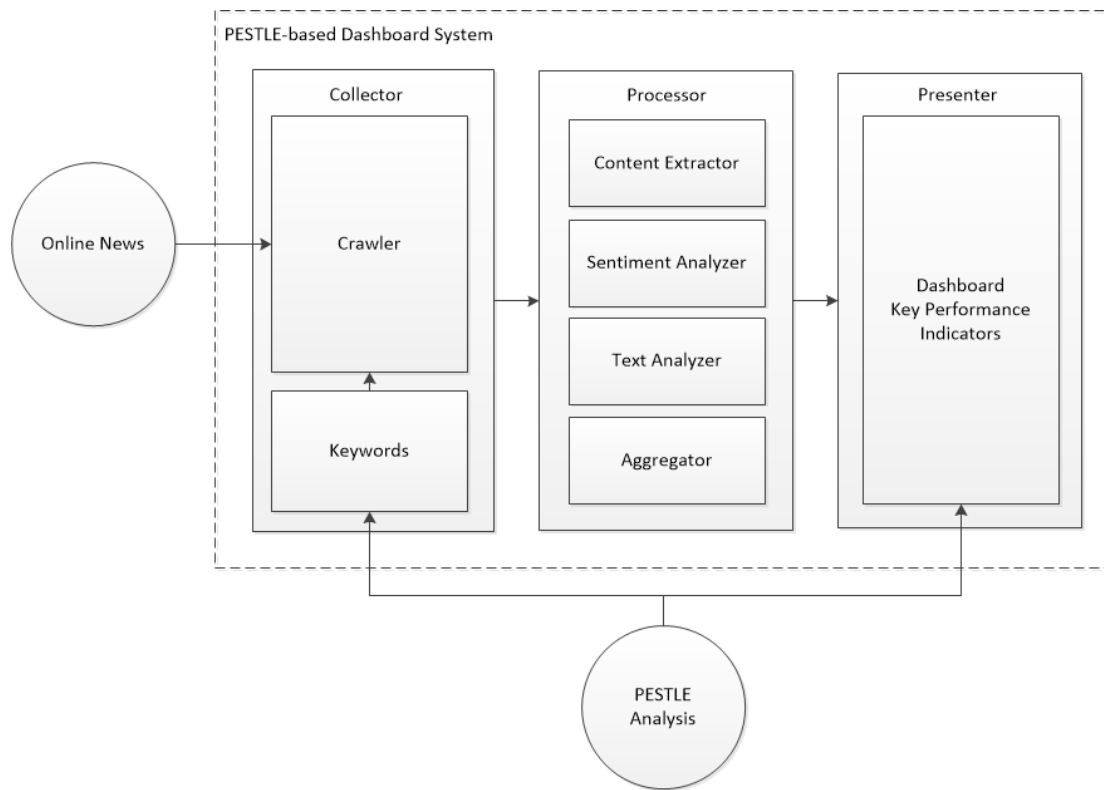 PESTLE-based Dashboard System
Collector
Processor
Presenter
Online News
Crawler
Keywords
Content Extractor
Sentiment Analyzer
Text Analyzer
Aggregator
Dashboard
Key Performance
Indicators
PESTLE
Analysis